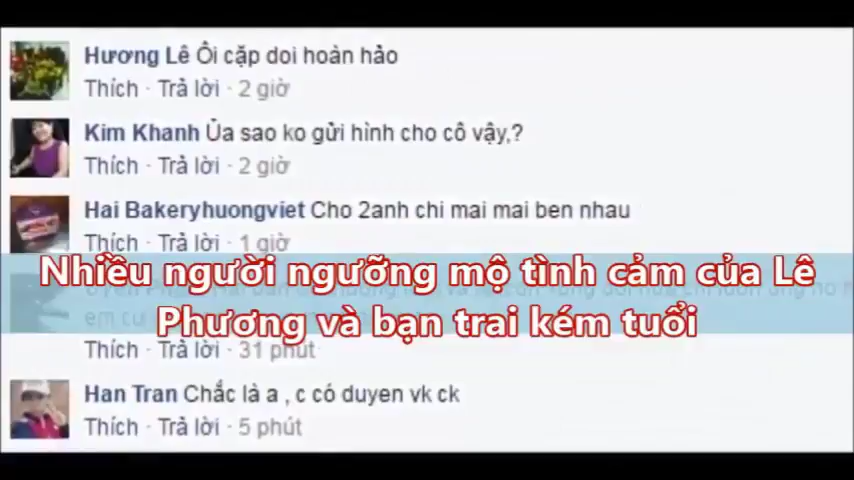 Hương Lê Ôi cặp doi hoàn hảo
Thích · Trả lời · 2 giờ
Kim Khanh Ủa sao ko gửi hình cho cô vậy,?
Thích · Trả lời · 2 giờ
Hai Bakeryhuongviet Cho 2anh chi mai mai ben nhau
Thích · Trả lời · 1 giờ
Nhiều người ngưỡng mộ tình cảm của Lê
Phương và bạn trai kém tuổi
Thích · Trả lời · 31 phút
Han Tran Chắc là a , c có duyen vk ck
Thích · Trả lời · 5 phút